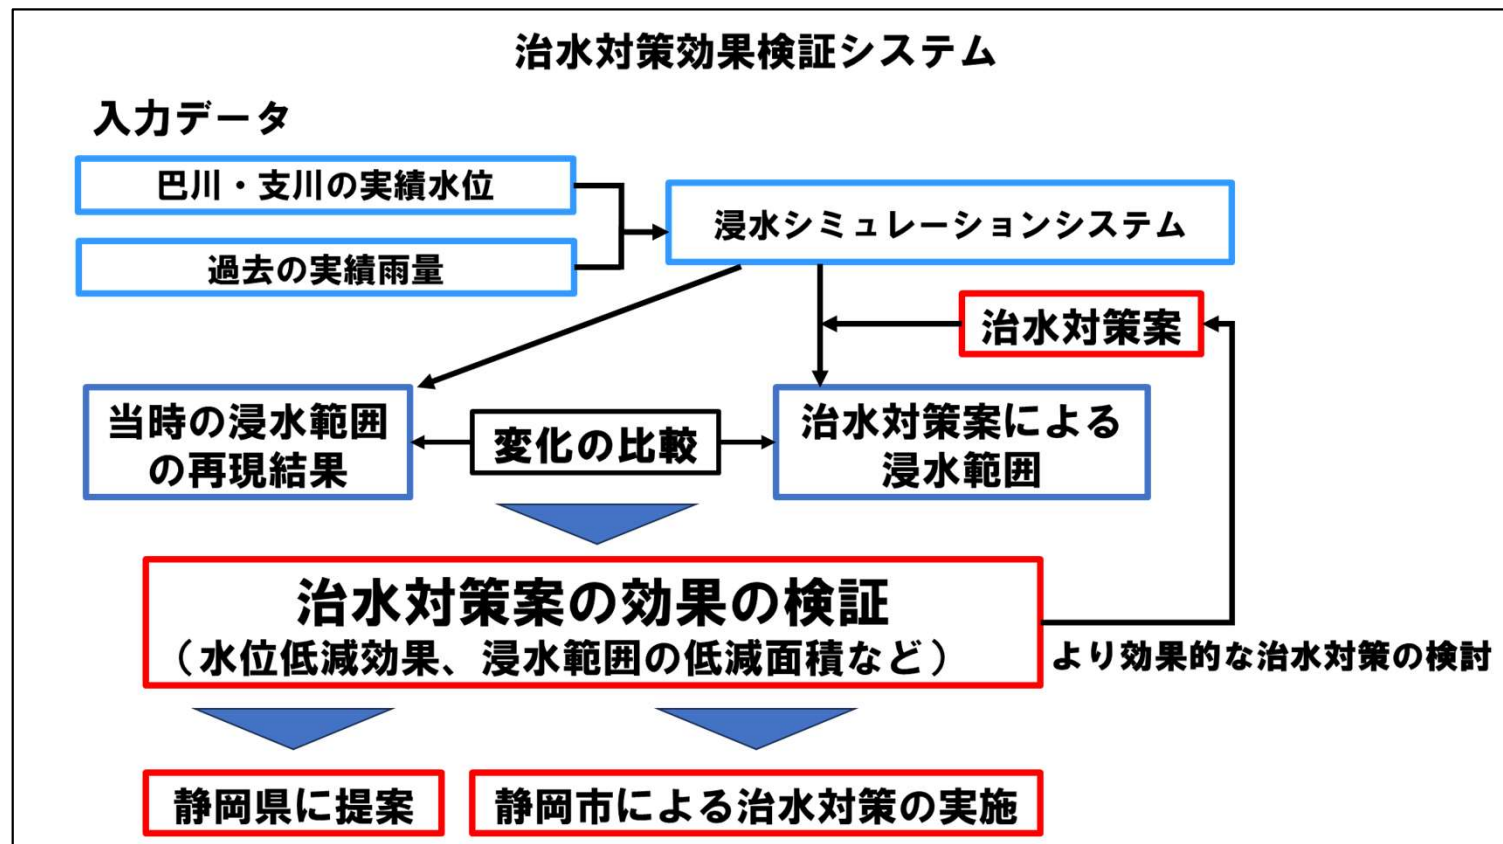 治水対策効果検証システム
入力データ
巴川・支川の実績水位
過去の実績雨量
浸水シミュレーションシステム
治水対策案
当時の浸水範囲
の再現結果
変化の比較
治水対策案による
浸水範囲
治水対策案の効果の検証
（水位低減効果、浸水範囲の低減面積など）
より効果的な治水対策の検討
静岡県に提案
静岡市による治水対策の実施